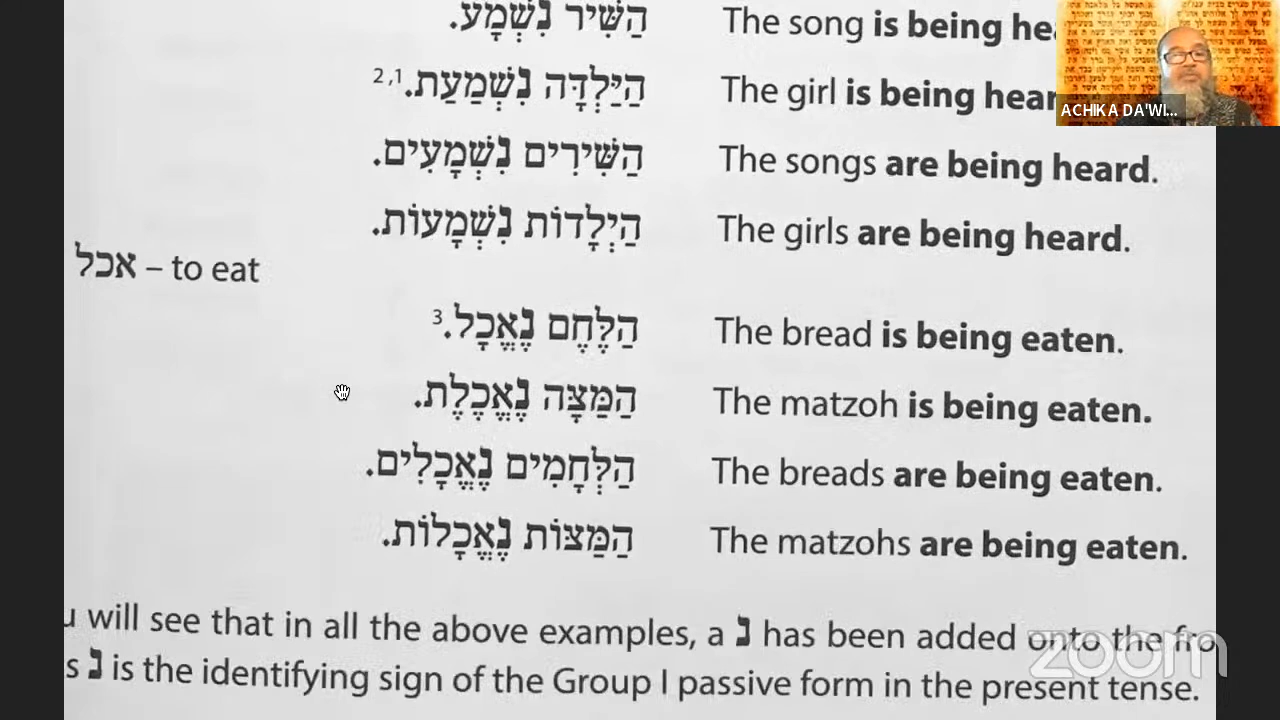 הַשִּׁיר נִשְׁמָע. The song is being hea
הַיַּלְדָּה נִשְׁמַעַת.1, 2 The girl is being hear
הַשִּׁירִים נִשְׁמָעִים. The songs are being heard.
הַיְלָדוֹת נִשְׁמָעוֹת. The girls are being heard.
אכל – to eat
הַלֶּחֶם נֶאֱכָל.3 The bread is being eaten.
הַמַּצָּה נֶאֱכֶלֶת. The matzoh is being eaten.
הַלְּחָמִים נֶאֱכָלִים. The breads are being eaten.
הַמַּצּוֹת נֶאֱכָלוֹת. The matzohs are being eaten.
u will see that in all the above examples, a נ has been added onto the fro
s נ is the identifying sign of the Group I passive form in the present tense.
ACHIKA DA'WI...
zoom